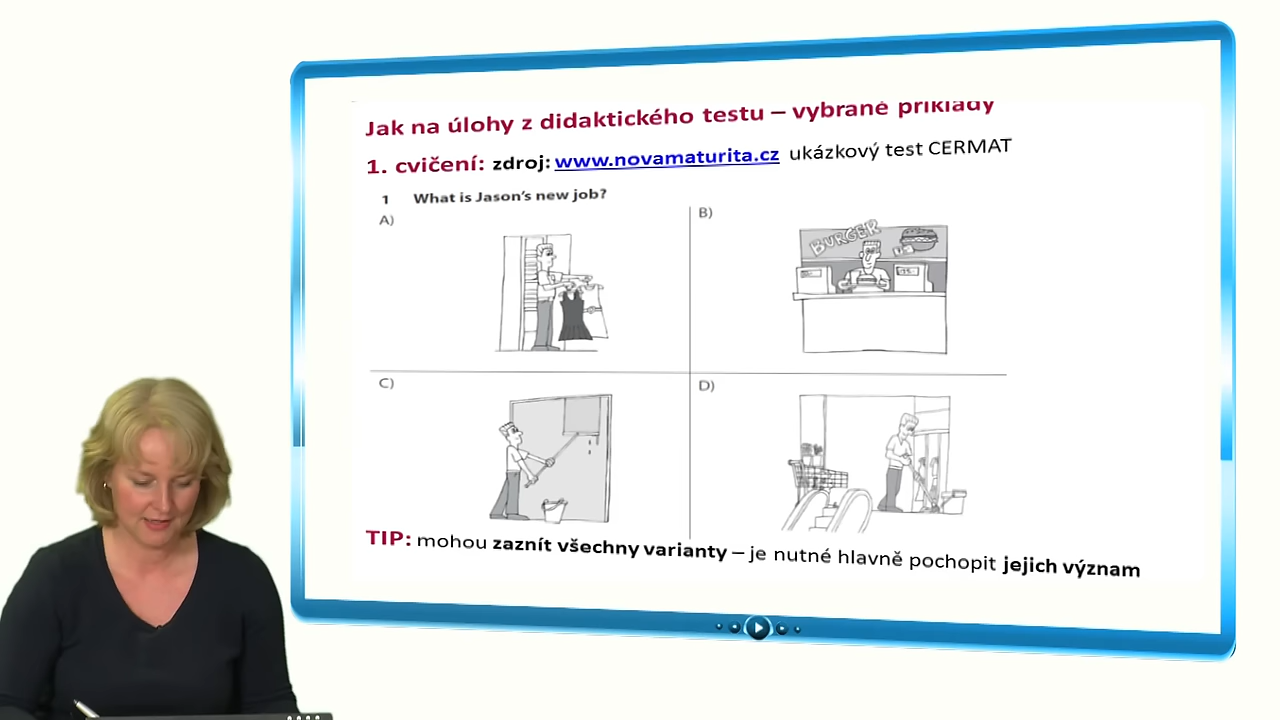 Jak na úlohy z didaktického testu – vybrané příklady
1. cvičení: zdroj: www.novamaturita.cz ukázkový test CERMAT
1 What is Jason's new job?
A)
B)
BURGER
C)
D)
TIP: mohou zaznít všechny varianty – je nutné hlavně pochopit jejich význam